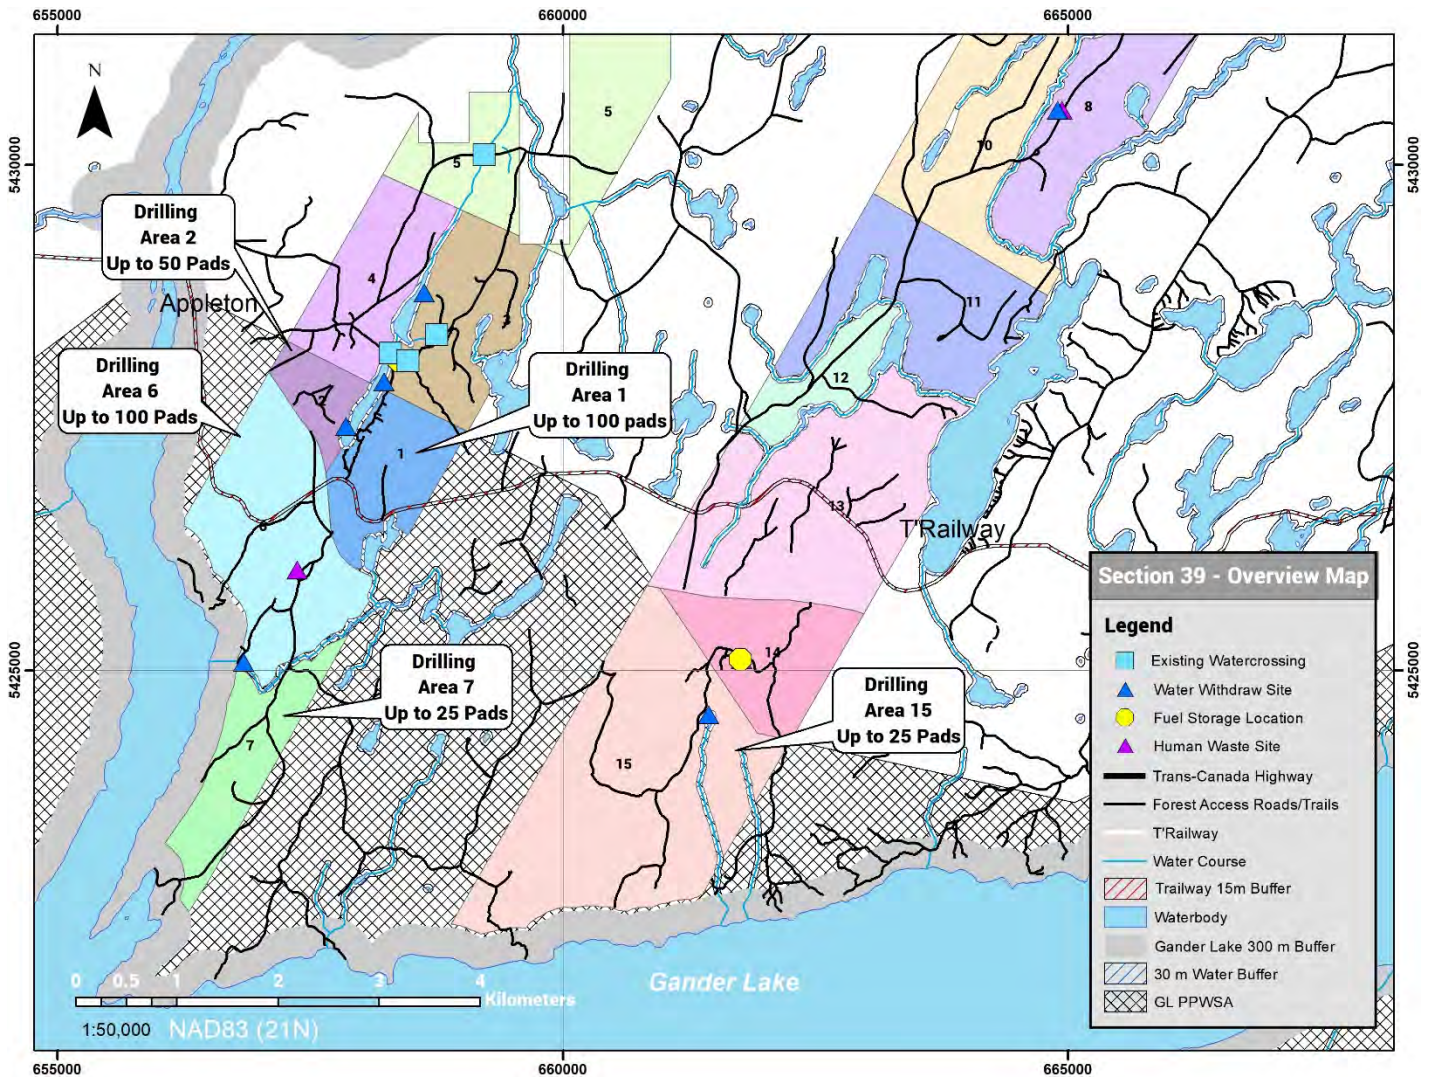 655000
660000
665000
N
5430000
5430000
5
5
8
10
4
3
11
12
2
1
13
6
14
7
15
Drilling
Area 2
Up to 50 Pads
Appleton
Drilling
Area 6
Up to 100 Pads
Drilling
Area 1
Up to 100 pads
T'Railway
Drilling
Area 7
Up to 25 Pads
Drilling
Area 15
Up to 25 Pads
5425000
5425000
Section 39 - Overview Map
Legend
Existing Watercrossing
Water Withdraw Site
Fuel Storage Location
Human Waste Site
Trans-Canada Highway
Forest Access Roads/Trails
T'Railway
Water Course
Trailway 15m Buffer
Waterbody
Gander Lake 300 m Buffer
30 m Water Buffer
GL PPWSA
Gander Lake
0 0.5 1 2 3 4
Kilometers
1:50,000 NAD83 (21N)
655000
660000
665000